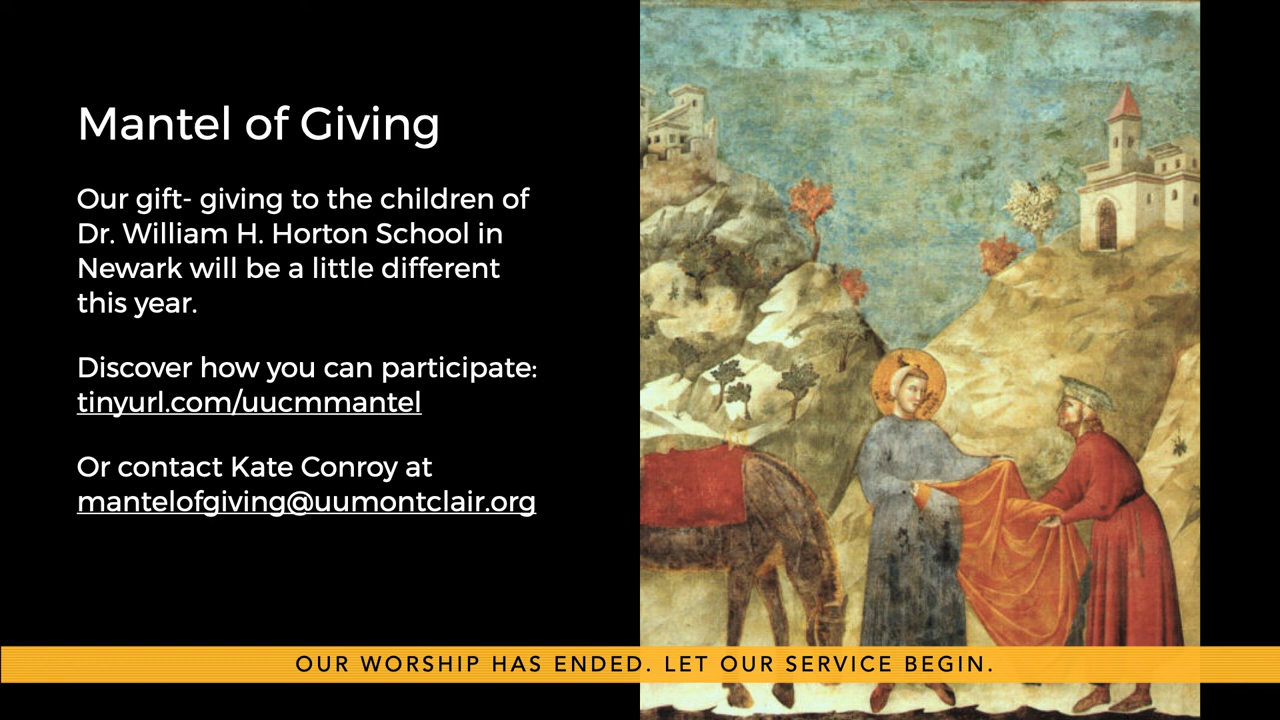 Mantel of Giving
Our gift- giving to the children of
Dr. William H. Horton School in
Newark will be a little different
this year.
Discover how you can participate:
tinyurl.com/uucmmantel
Or contact Kate Conroy at
mantelofgiving@uumontclair.org
OUR WORSHIP HAS ENDED. LET OUR SERVICE BEGIN.